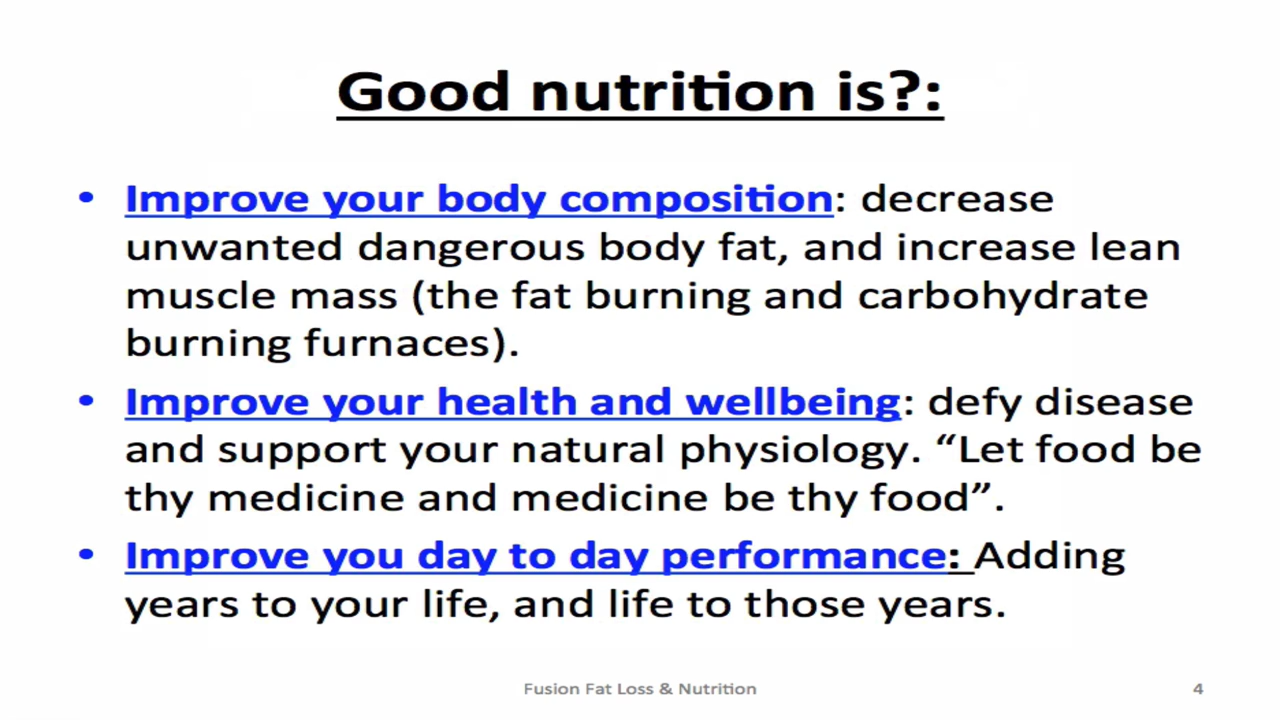 Good nutrition is?:
• Improve your body composition: decrease
unwanted dangerous body fat, and increase lean
muscle mass (the fat burning and carbohydrate
burning furnaces).
• Improve your health and wellbeing: defy disease
and support your natural physiology. “Let food be
thy medicine and medicine be thy food”.
• Improve you day to day performance: Adding
years to your life, and life to those years.
Fusion Fat Loss & Nutrition
4